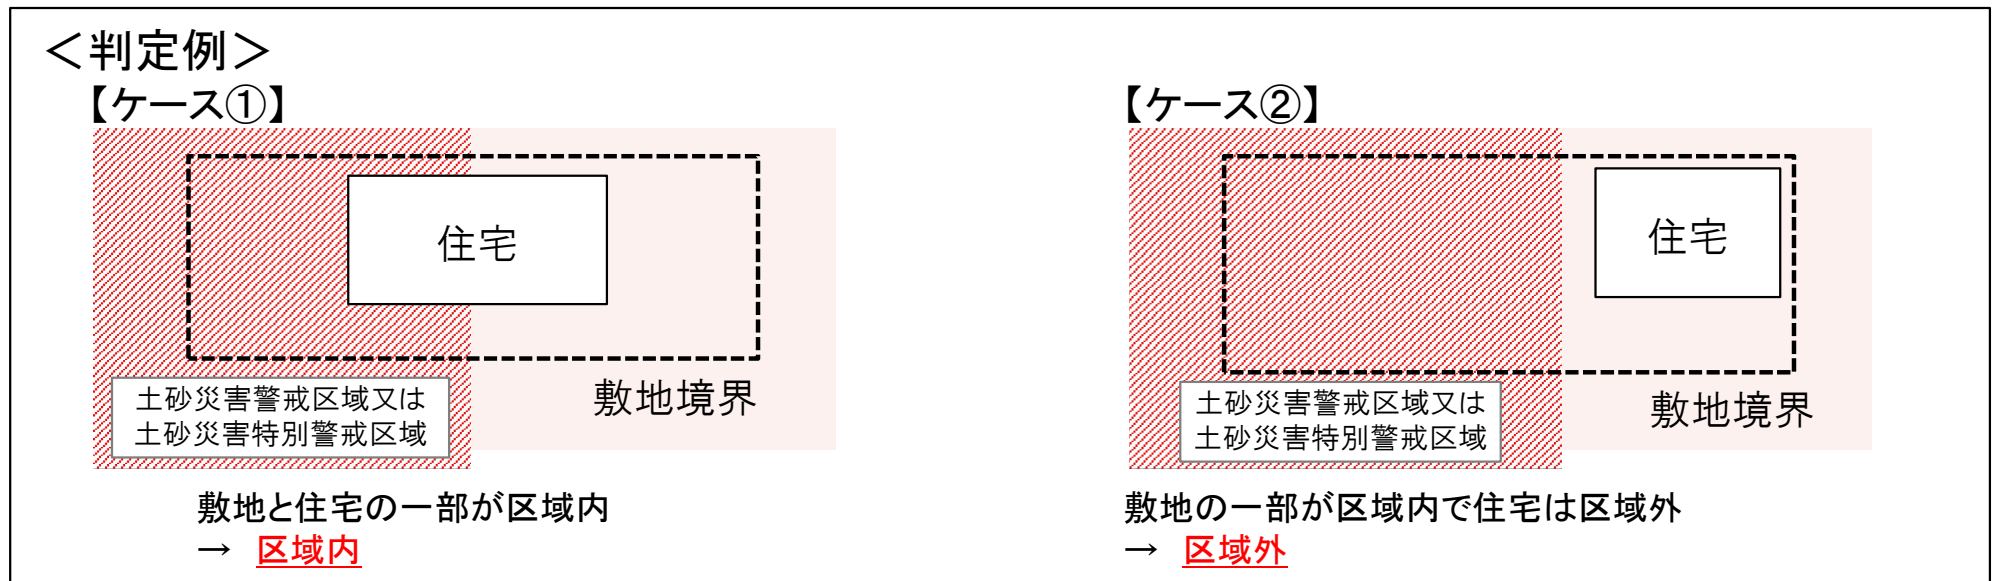 ＜判定例＞
【ケース①】
住宅
敷地境界
土砂災害警戒区域又は
土砂災害特別警戒区域
敷地と住宅の一部が区域内
→ 区域内
【ケース②】
住宅
敷地境界
土砂災害警戒区域又は
土砂災害特別警戒区域
敷地の一部が区域内で住宅は区域外
→ 区域外